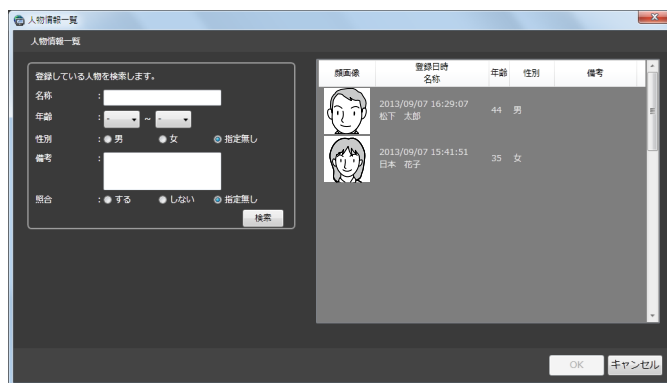 人物情報一覧
人物情報一覧
登録している人物を検索します。
名称 :
年齢 : - ～ -
性別 : 男 女 指定無し
備考 :
照合 : する しない 指定無し
検索
顔画像 登録日時 名称 年齢 性別 備考
2013/09/07 16:29:07
松下 太郎 44 男
2013/09/07 15:41:51
日本 花子 35 女
OK キャンセル